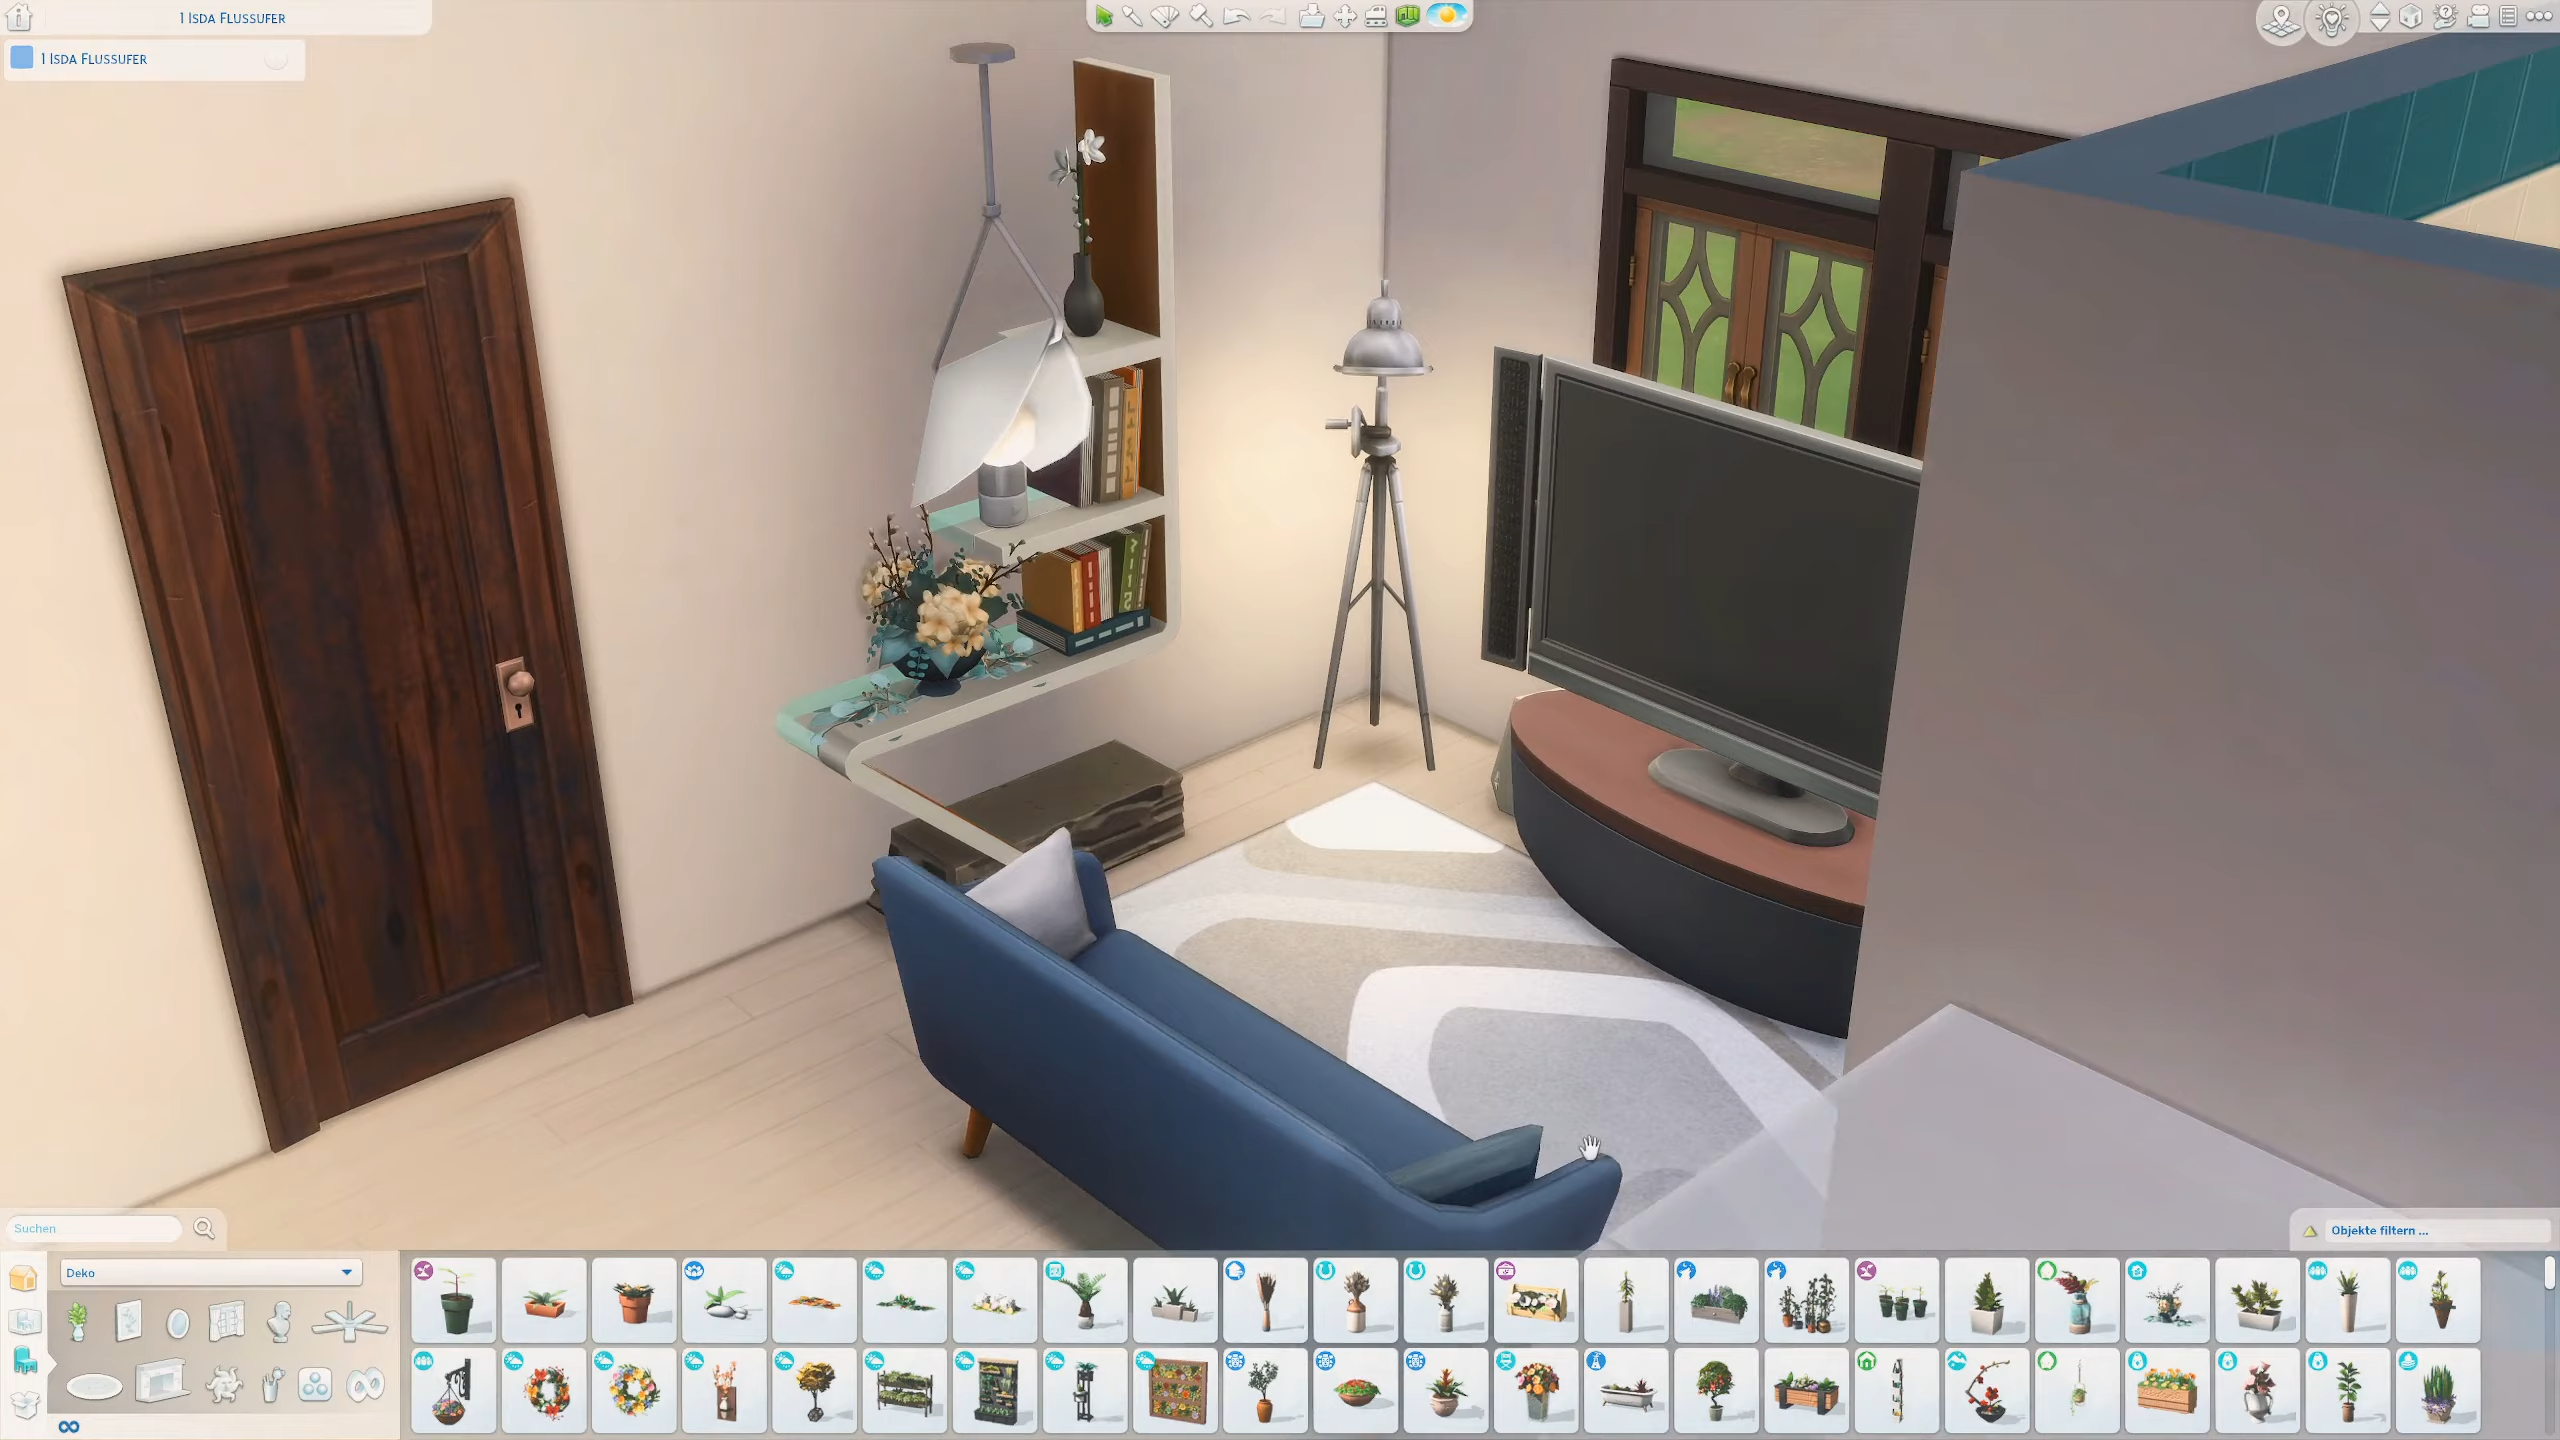 1 Isda Flussufer
1 Isda Flussufer
Suchen
Objekte filtern ...
Deko